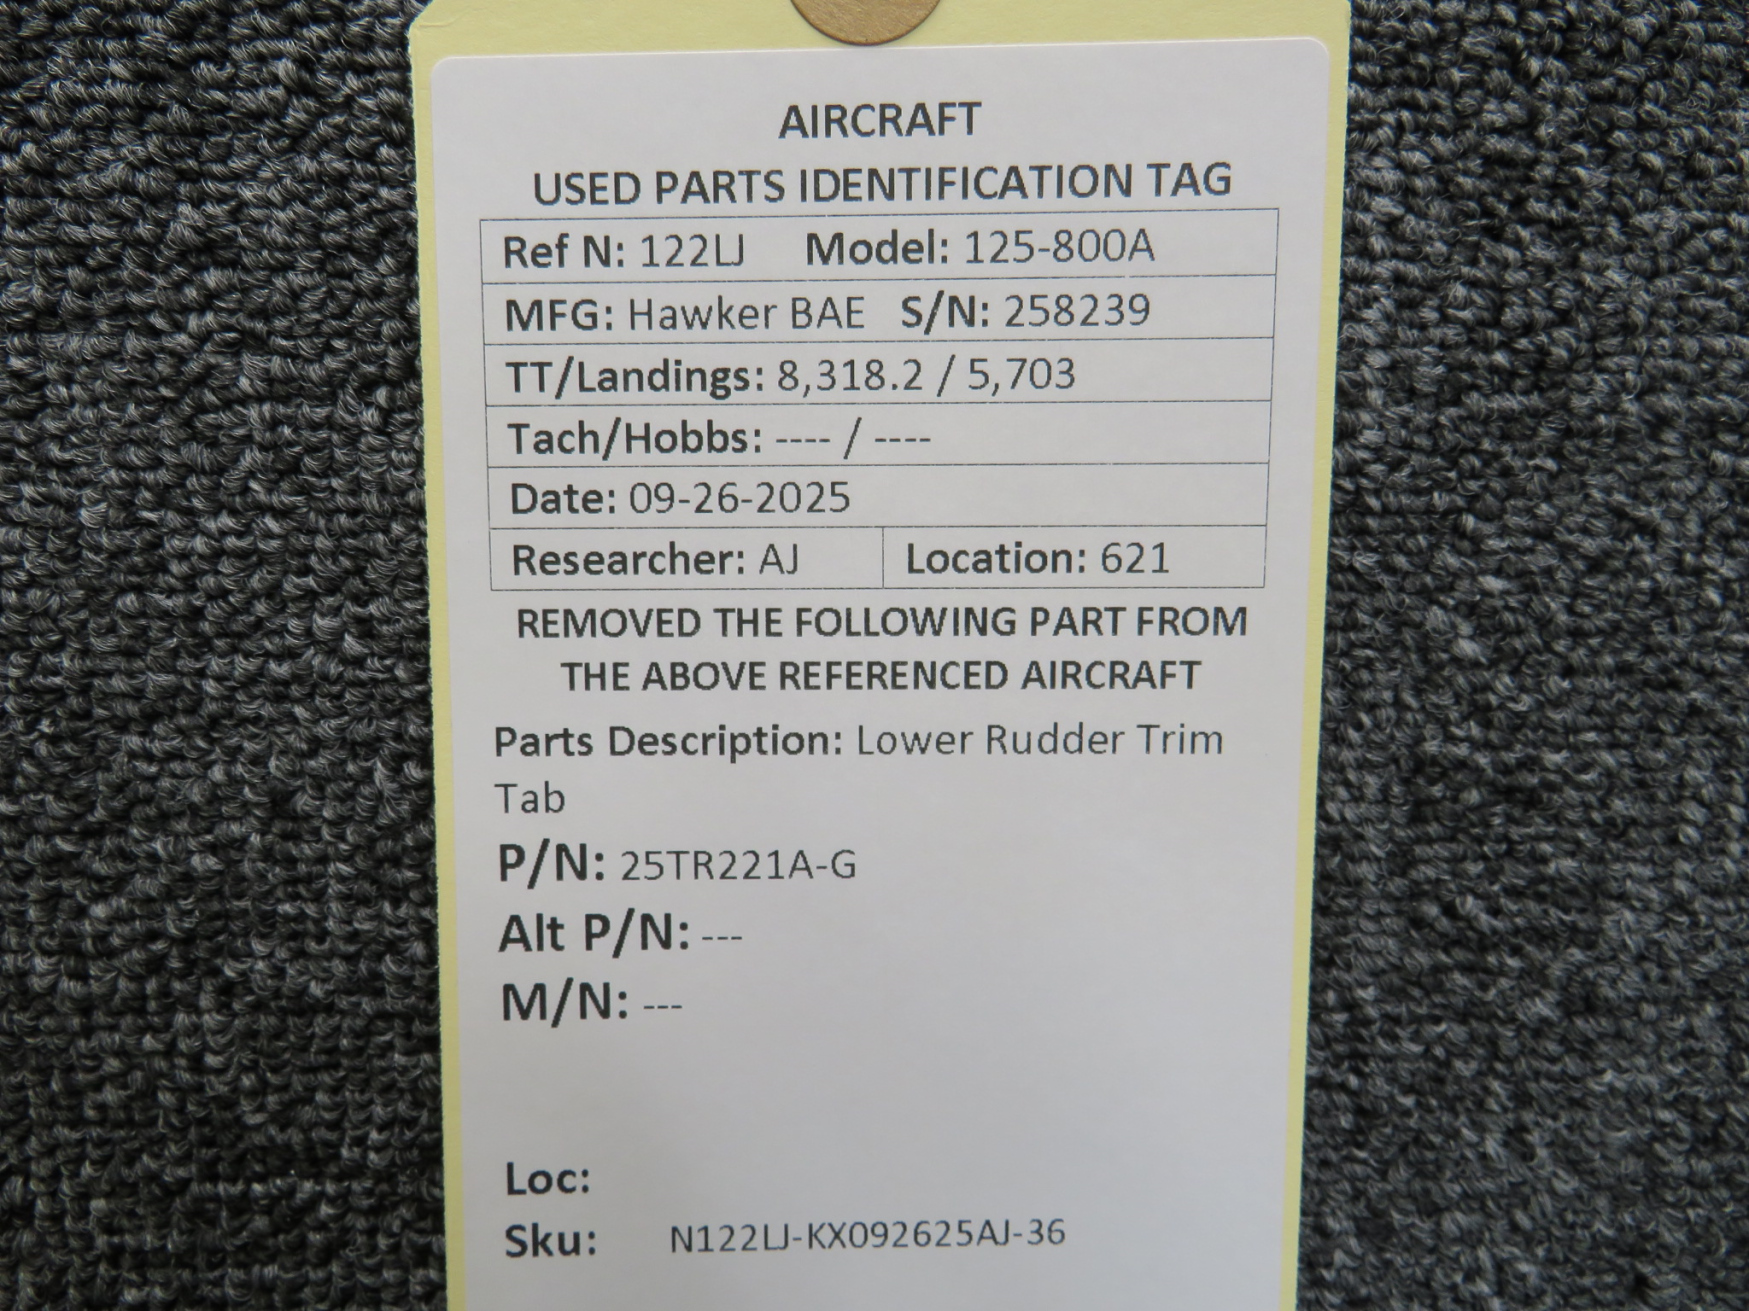 AIRCRAFT
USED PARTS IDENTIFICATION TAG
Ref N: 122LJ Model: 125-800A
MFG: Hawker BAE S/N: 258239
TT/Landings: 8,318.2 / 5,703
Tach/Hobbs: ---- / ----
Date: 09-26-2025
Researcher: AJ Location: 621
REMOVED THE FOLLOWING PART FROM
THE ABOVE REFERENCED AIRCRAFT
Parts Description: Lower Rudder Trim
Tab
P/N: 25TR221A-G
Alt P/N: ---
M/N: ---
Loc:
Sku: N122LJ-KX092625AJ-36